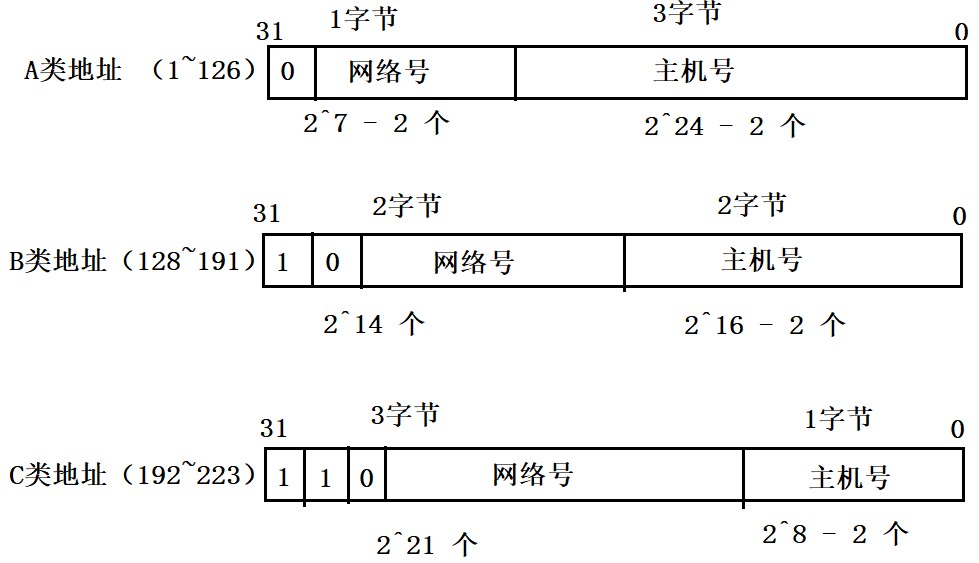 1字节 3字节
31 0
A类地址 （1~126） 0 网络号 主机号
2^7 - 2 个 2^24 - 2 个
2字节 2字节
31 0
B类地址（128~191） 1 0 网络号 主机号
2^14 个 2^16 - 2 个
3字节 1字节
31 0
C类地址（192~223） 1 1 0 网络号 主机号
2^21 个 2^8 - 2 个